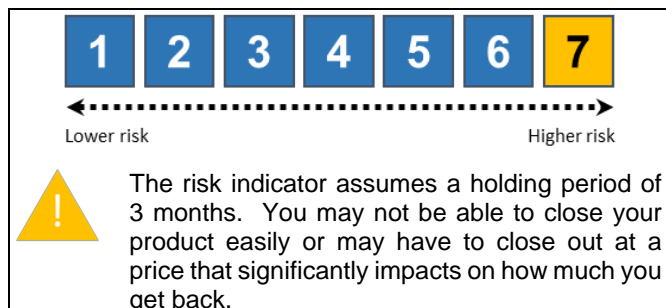 1 2 3 4 5 6 7
Lower risk Higher risk
! The risk indicator assumes a holding period of
3 months. You may not be able to close your
product easily or may have to close out at a
price that significantly impacts on how much you
get back.